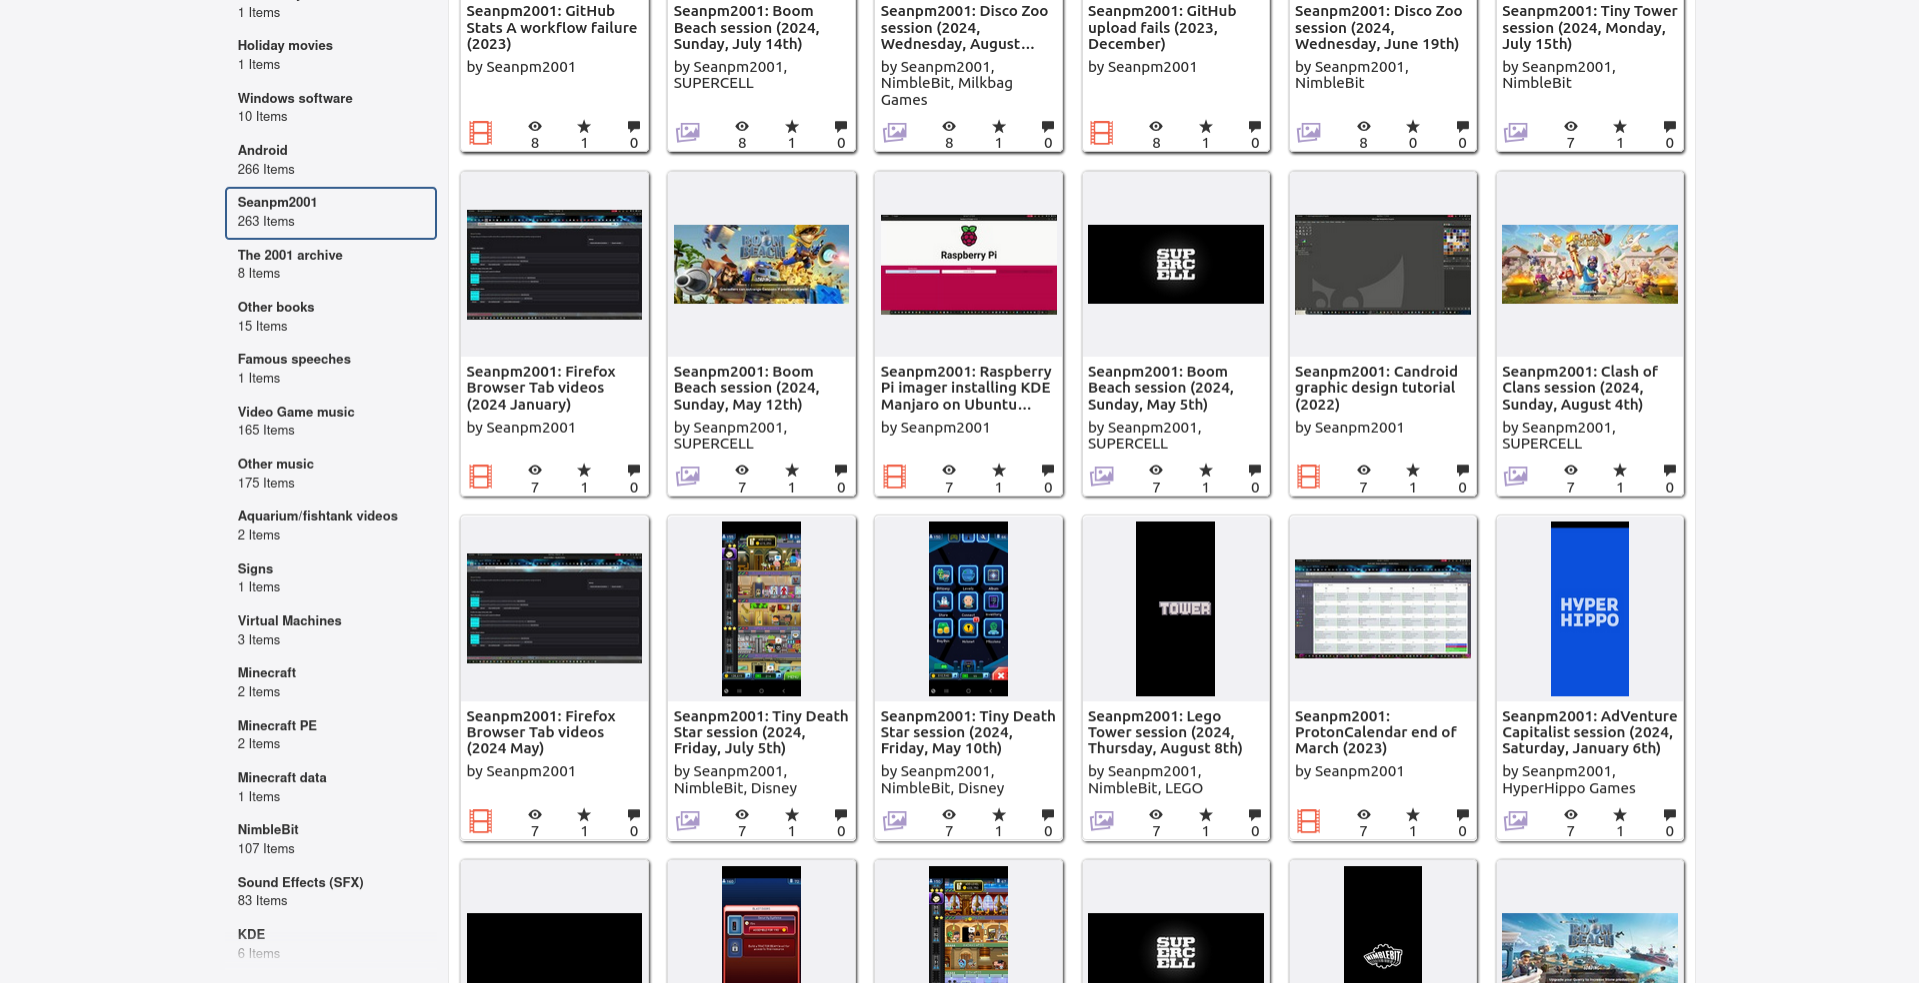 1 Items
Holiday movies
1 Items
Windows software
10 Items
Android
266 Items
Seanpm2001
263 Items
The 2001 archive
8 Items
Other books
15 Items
Famous speeches
1 Items
Video Game music
165 Items
Other music
175 Items
Aquarium/fishtank videos
2 Items
Signs
1 Items
Virtual Machines
3 Items
Minecraft
2 Items
Minecraft PE
2 Items
Minecraft data
1 Items
NimbleBit
107 Items
Sound Effects (SFX)
83 Items
KDE
6 Items
Seanpm2001: GitHub
Stats A workflow failure
(2023)
by Seanpm2001
8 1 0
Seanpm2001: Boom
Beach session (2024,
Sunday, July 14th)
by Seanpm2001,
SUPERCELL
8 1 0
Seanpm2001: Disco Zoo
session (2024,
Wednesday, August...
by Seanpm2001,
NimbleBit, Milkbag
Games
8 1 0
Seanpm2001: GitHub
upload fails (2023,
December)
by Seanpm2001
8 1 0
Seanpm2001: Disco Zoo
session (2024,
Wednesday, June 19th)
by Seanpm2001,
NimbleBit
8 0 0
Seanpm2001: Tiny Tower
session (2024, Monday,
July 15th)
by Seanpm2001,
NimbleBit
7 1 0
Seanpm2001: Firefox
Browser Tab videos
(2024 January)
by Seanpm2001
7 1 0
BOOM
BEACH
Seanpm2001: Boom
Beach session (2024,
Sunday, May 12th)
by Seanpm2001,
SUPERCELL
7 1 0
Raspberry Pi
Seanpm2001: Raspberry
Pi imager installing KDE
Manjaro on Ubuntu...
by Seanpm2001
7 1 0
SUP
ERC
ELL
Seanpm2001: Boom
Beach session (2024,
Sunday, May 5th)
by Seanpm2001,
SUPERCELL
7 1 0
Seanpm2001: Candroid
graphic design tutorial
(2022)
by Seanpm2001
7 1 0
Seanpm2001: Clash of
Clans session (2024,
Sunday, August 4th)
by Seanpm2001,
SUPERCELL
7 1 0
Seanpm2001: Firefox
Browser Tab videos
(2024 May)
by Seanpm2001
7 1 0
Seanpm2001: Tiny Death
Star session (2024,
Friday, July 5th)
by Seanpm2001,
NimbleBit, Disney
7 1 0
Seanpm2001: Tiny Death
Star session (2024,
Friday, May 10th)
by Seanpm2001,
NimbleBit, Disney
7 1 0
TOWER
Seanpm2001: Lego
Tower session (2024,
Thursday, August 8th)
by Seanpm2001,
NimbleBit, LEGO
7 1 0
Seanpm2001:
ProtonCalendar end of
March (2023)
by Seanpm2001
7 1 0
HYPER
HIPPO
Seanpm2001: AdVenture
Capitalist session (2024,
Saturday, January 6th)
by Seanpm2001,
HyperHippo Games
7 1 0
SUP
ERC
ELL
NIMBLEBIT
BOOM
BEACH